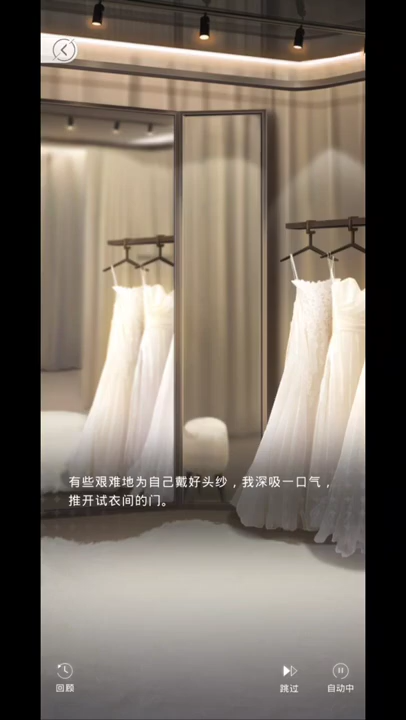 有些艰难地为自己戴好头纱，我深吸一口气，
推开试衣间的门。
回顾
跳过
自动中